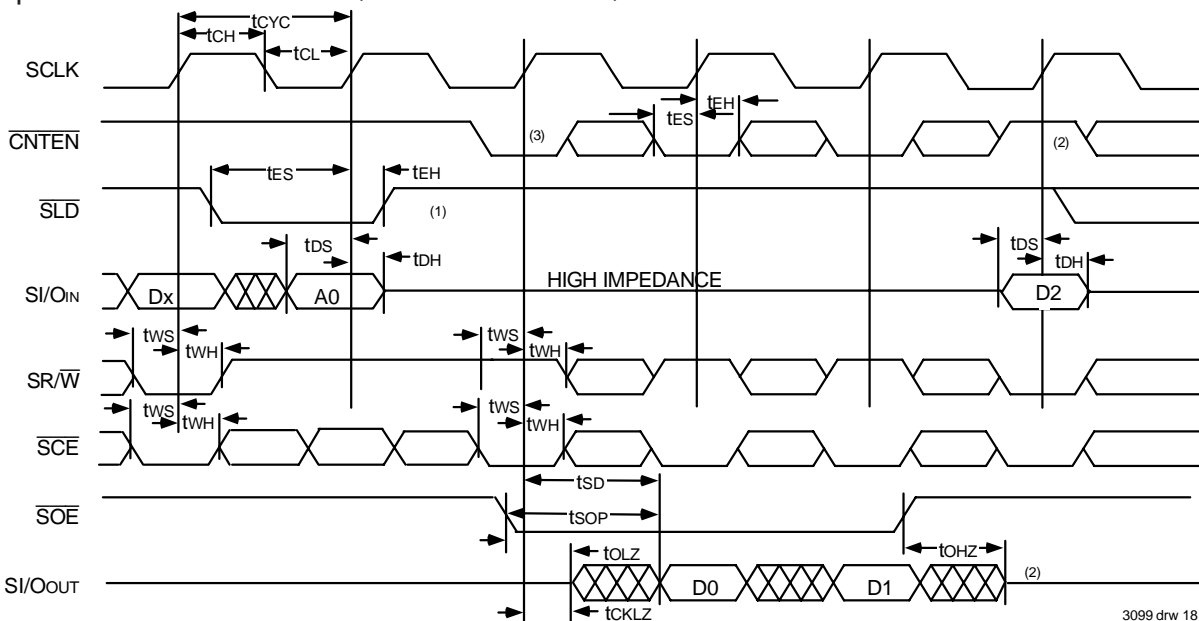 tCYC
tCH
tCL
SCLK
tEH
tES
CNTEN
(3)
(2)
tES
tEH
SLD
(1)
tDS
tDH
tDS
tDH
HIGH IMPEDANCE
SI/OIN
Dx
A0
D2
tWS
tWH
tWS
tWH
SR/W
tWS
tWH
tWS
tWH
SCE
tSD
SOE
tSOP
tOLZ
tOHZ
SI/OOUT
D0
D1
(2)
tCKLZ
3099 drw 18